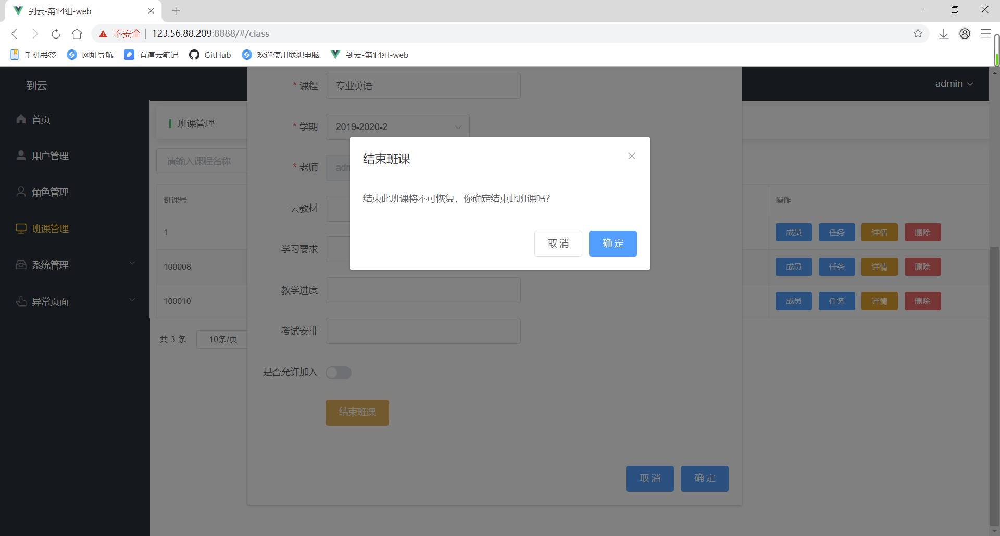 到云-第14组-web
不安全 | 123.56.88.209:8888/#/class
手机书签 网址导航 有道云笔记 GitHub 欢迎使用联想电脑 到云-第14组-web
到云
admin
首页
用户管理
角色管理
班课管理
系统管理
异常页面
班课管理
请输入课程名称
班课号
操作
1
成员 任务 详情 删除
100008
成员 任务 详情 删除
100010
成员 任务 详情 删除
共 3 条 10条/页
* 课程 专业英语
* 学期 2019-2020-2
* 老师 adm
云教材
学习要求
教学进度
考试安排
是否允许加入
结束班课
取消 确定
结束班课
结束此班课将不可恢复，你确定结束此班课吗?
取消 确定